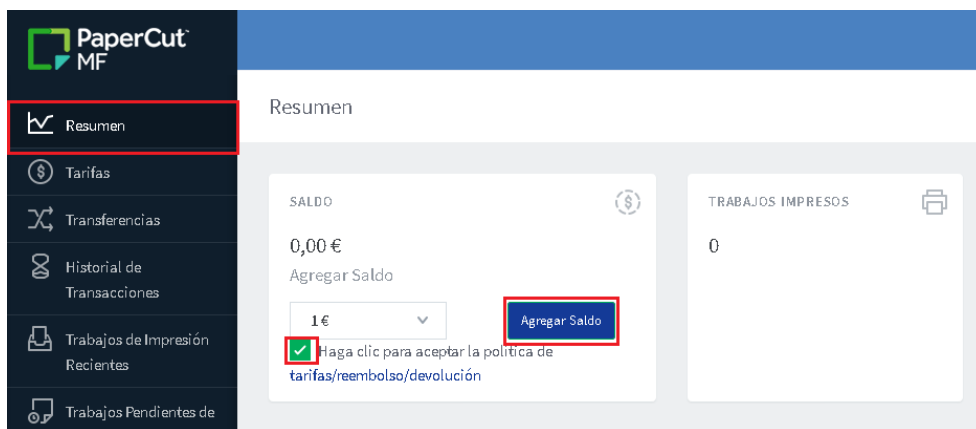 PaperCut
MF
Resumen
Tarifas
Transferencias
Historial de
Transacciones
Trabajos de Impresión
Recientes
Trabajos Pendientes de
Resumen
SALDO
0,00 €
Agregar Saldo
1 €
Agregar Saldo
Haga clic para aceptar la política de
tarifas/reembolso/devolución
TRABAJOS IMPRESOS
0